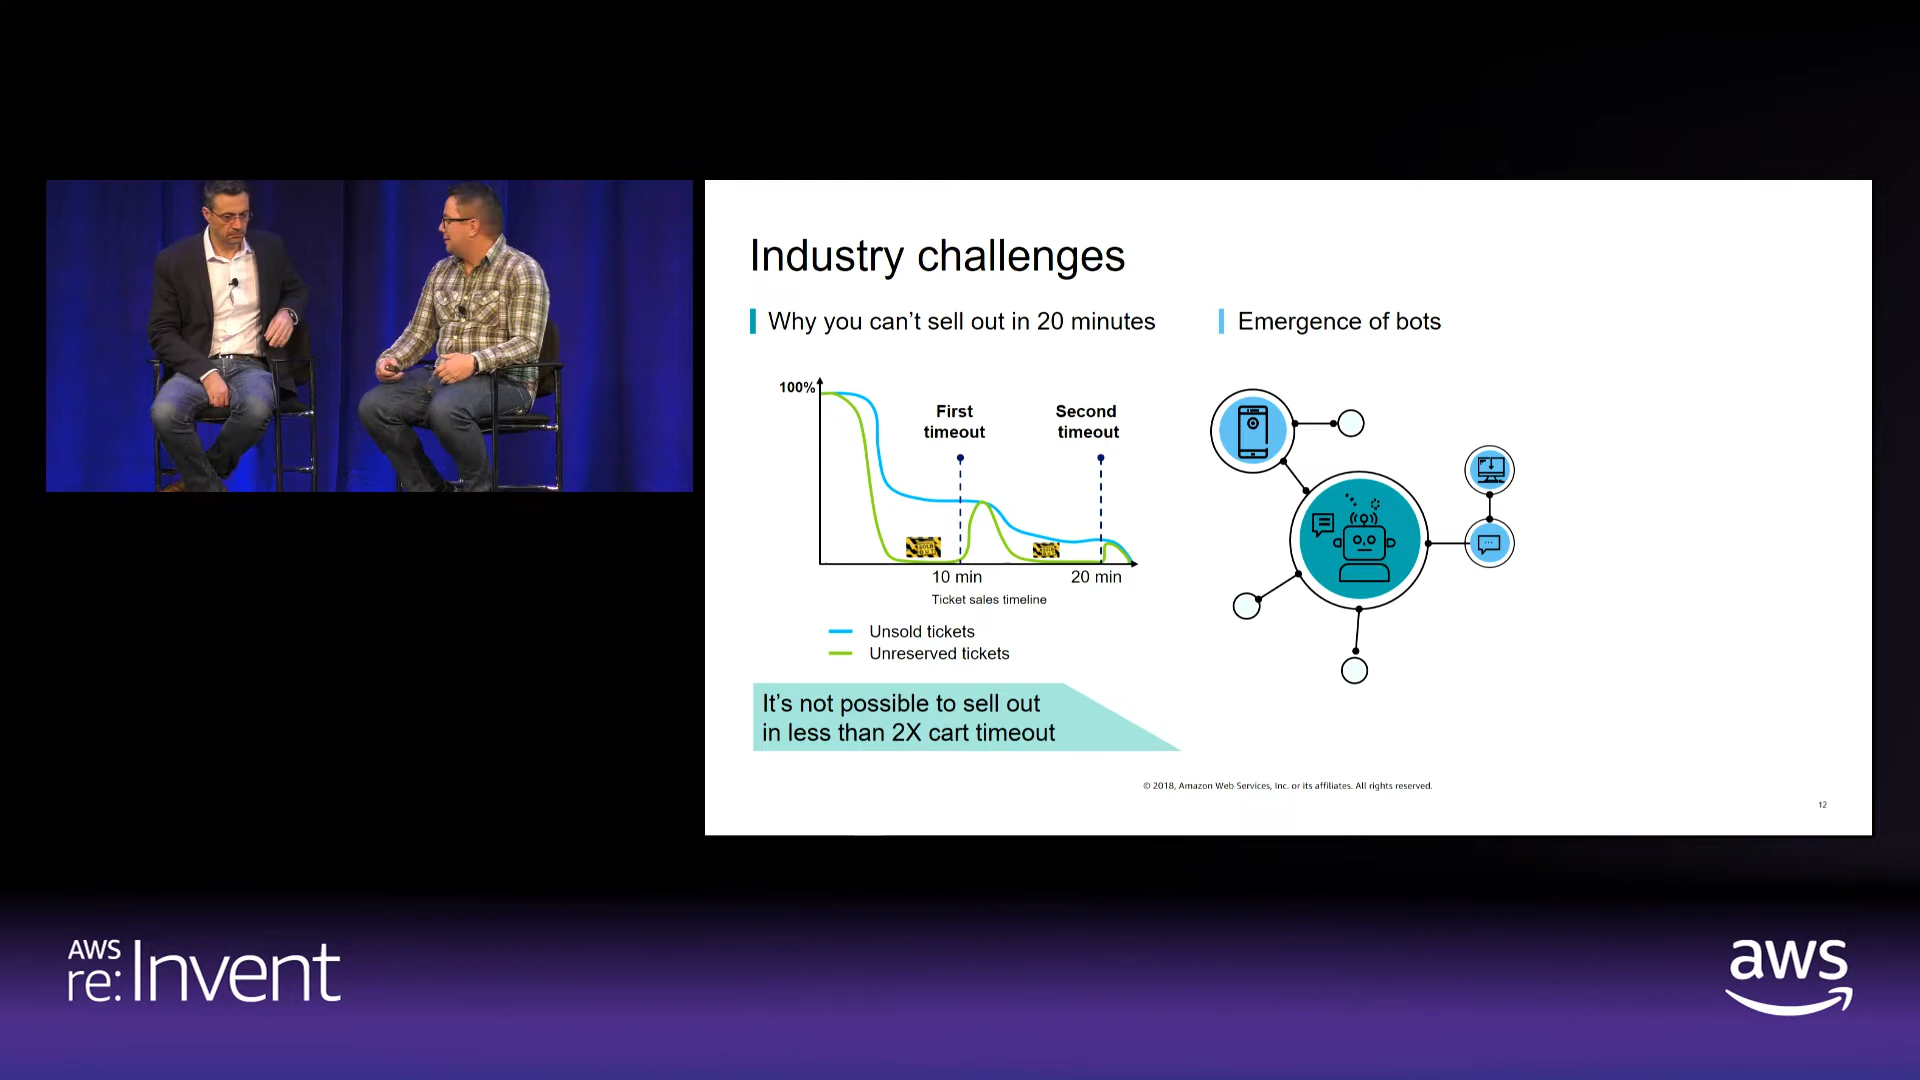 Industry challenges
Why you can't sell out in 20 minutes
Emergence of bots
100%
First
timeout
Second
timeout
10 min
20 min
Ticket sales timeline
Unsold tickets
Unreserved tickets
It's not possible to sell out
in less than 2X cart timeout
© 2018, Amazon Web Services, Inc. or its affiliates. All rights reserved.
12
AWS
re:Invent
aws